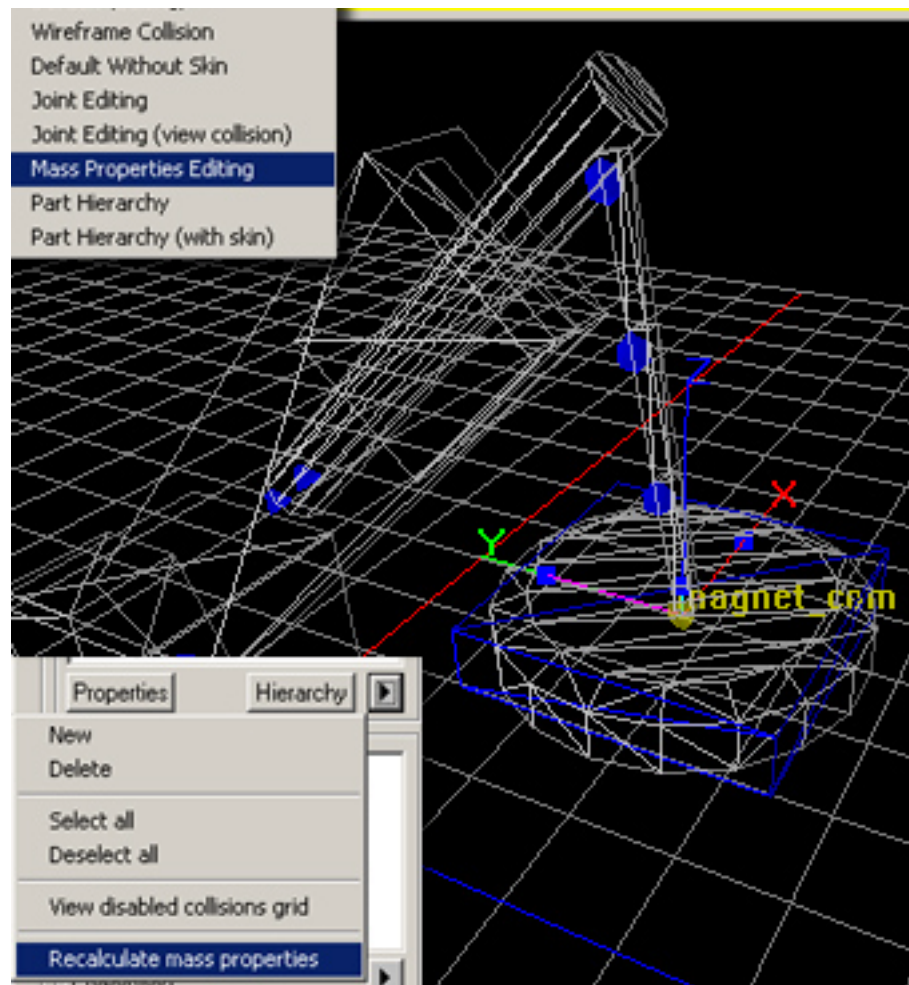 Wireframe Collision
Default Without Skin
Joint Editing
Joint Editing (view collision)
Mass Properties Editing
Part Hierarchy
Part Hierarchy (with skin)
Z
X
Y
magnet_com
Properties
Hierarchy
New
Delete
Select all
Deselect all
View disabled collisions grid
Recalculate mass properties